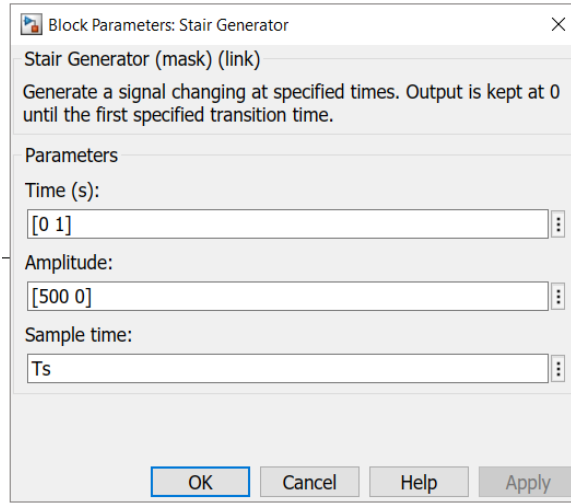 Block Parameters: Stair Generator
Stair Generator (mask) (link)
Generate a signal changing at specified times. Output is kept at 0
until the first specified transition time.
Parameters
Time (s):
[0 1]
Amplitude:
[500 0]
Sample time:
Ts
OK Cancel Help Apply